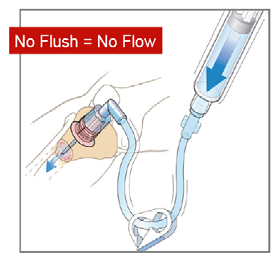 No Flush = No Flow